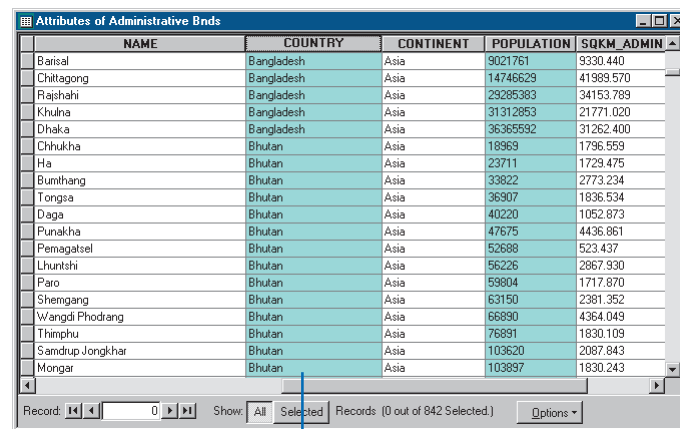 Attributes of Administrative Bnds
NAME COUNTRY CONTINENT POPULATION SQKM_ADMIN
Barisal Bangladesh Asia 9021761 9330.440
Chittagong Bangladesh Asia 14746629 41989.570
Rajshahi Bangladesh Asia 29285383 34153.789
Khulna Bangladesh Asia 31312853 21771.020
Dhaka Bangladesh Asia 36365592 31262.400
Chhukha Bhutan Asia 18969 1796.559
Ha Bhutan Asia 23711 1729.475
Bumthang Bhutan Asia 33822 2773.234
Tongsa Bhutan Asia 36907 1836.534
Daga Bhutan Asia 40220 1052.873
Punakha Bhutan Asia 47675 4436.861
Pemagatsel Bhutan Asia 52688 523.437
Lhuntshi Bhutan Asia 56226 2867.930
Paro Bhutan Asia 59804 1717.870
Shemgang Bhutan Asia 63150 2381.352
Wangdi Phodrang Bhutan Asia 66890 4364.049
Thimphu Bhutan Asia 76891 1830.109
Samdrup Jongkhar Bhutan Asia 103620 2087.843
Mongar Bhutan Asia 103897 1830.243
Record: 0 Show: All Selected Records (0 out of 842 Selected.) Options